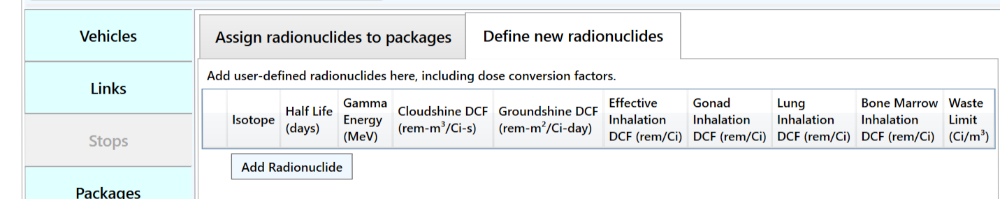 Vehicles
Links
Stops
Packages
Assign radionuclides to packages
Define new radionuclides
Add user-defined radionuclides here, including dose conversion factors.
Isotope
Half Life
(days)
Gamma
Energy
(MeV)
Cloudshine DCF
(rem-m³/Ci-s)
Groundshine DCF
(rem-m²/Ci-day)
Effective
Inhalation
DCF (rem/Ci)
Gonad
Inhalation
DCF (rem/Ci)
Lung
Inhalation
DCF (rem/Ci)
Bone Marrow
Inhalation
DCF (rem/Ci)
Waste
Limit
(Ci/m³)
Add Radionuclide